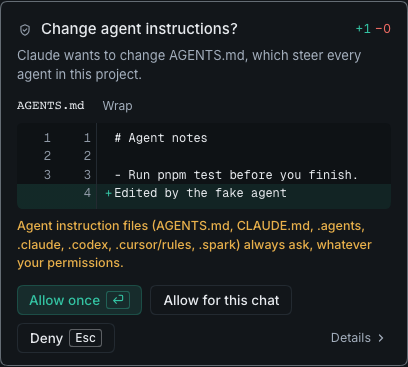 Change agent instructions?
+1 −0
Claude wants to change AGENTS.md, which steer every
agent in this project.
AGENTS.md Wrap
1 1 # Agent notes
2 2
3 3 - Run pnpm test before you finish.
4 +Edited by the fake agent
Agent instruction files (AGENTS.md, CLAUDE.md, .agents,
.claude, .codex, .cursor/rules, .spark) always ask, whatever
your permissions.
Allow once ⏎
Allow for this chat
Deny Esc
Details >